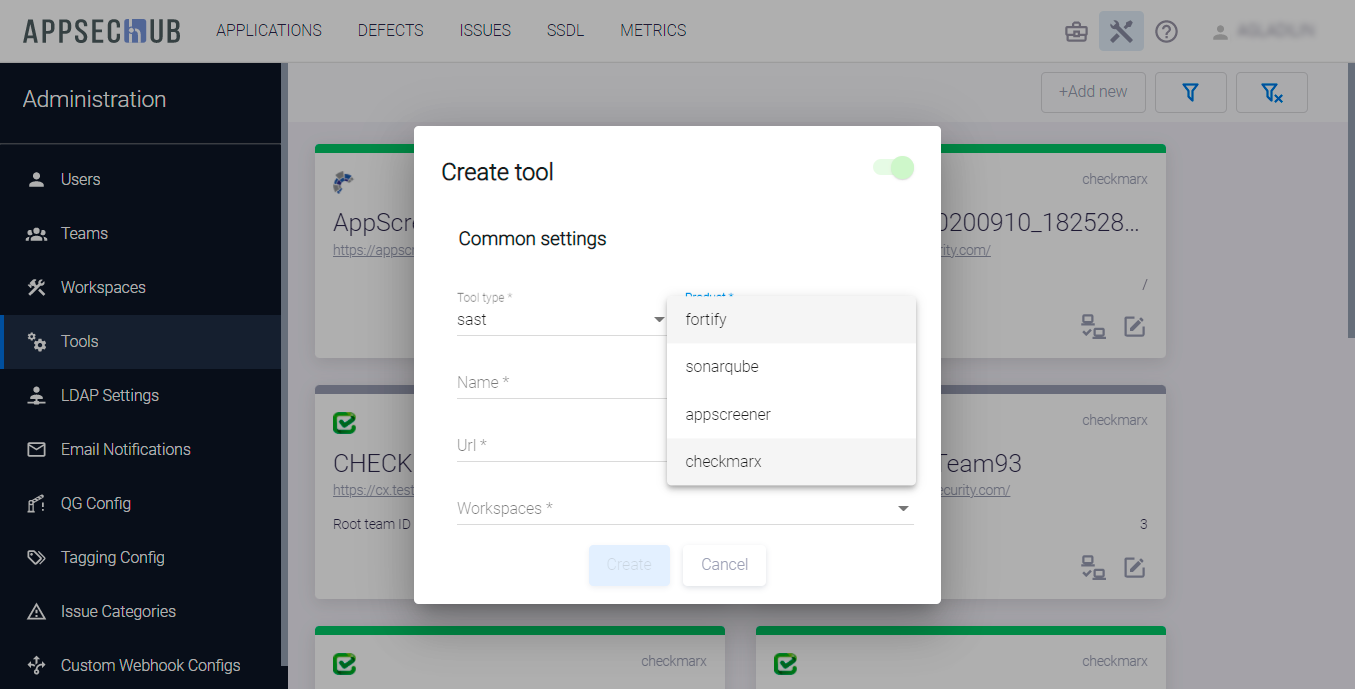 APPSECHUB
APPLICATIONS
DEFECTS
ISSUES
SSDL
METRICS
Administration
Users
Teams
Workspaces
Tools
LDAP Settings
Email Notifications
QG Config
Tagging Config
Issue Categories
Custom Webhook Configs
+Add new
https://appscr
checkmarx
0200910_182528...
ity.com/
/
CHECK
https://cx.test
Root team ID
checkmarx
Team93
ecurity.com/
3
checkmarx
checkmarx
Create tool
Common settings
Tool type *
sast
Product *
fortify
sonarqube
appscreener
checkmarx
Name *
Url *
Workspaces *
Create
Cancel